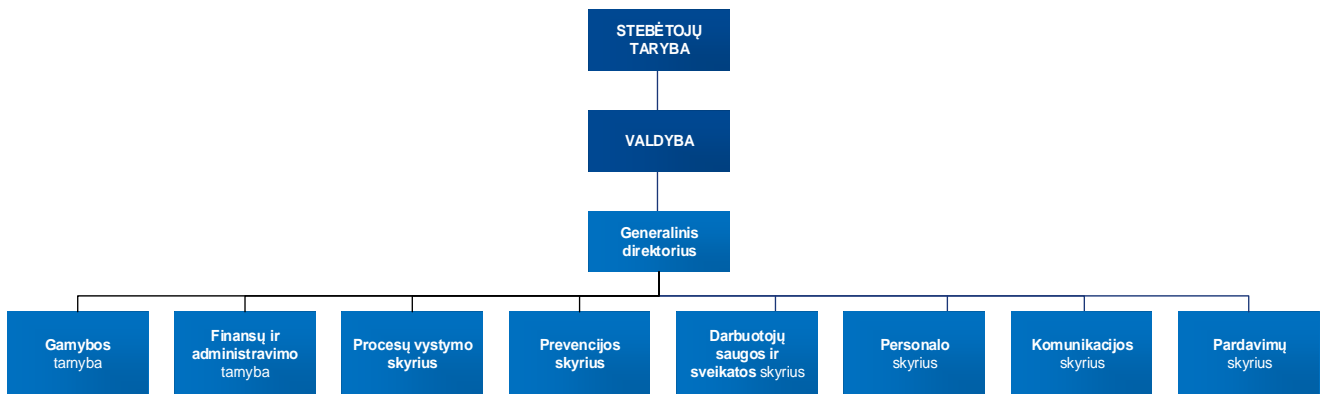 STEBĖTOJŲ
TARYBA
VALDYBA
Generalinis
direktorius
Gamybos
tarnyba
Finansų ir
administravimo
tarnyba
Procesų vystymo
skyrius
Prevencijos
skyrius
Darbuotojų
saugos ir
sveikatos skyrius
Personalo
skyrius
Komunikacijos
skyrius
Pardavimų
skyrius